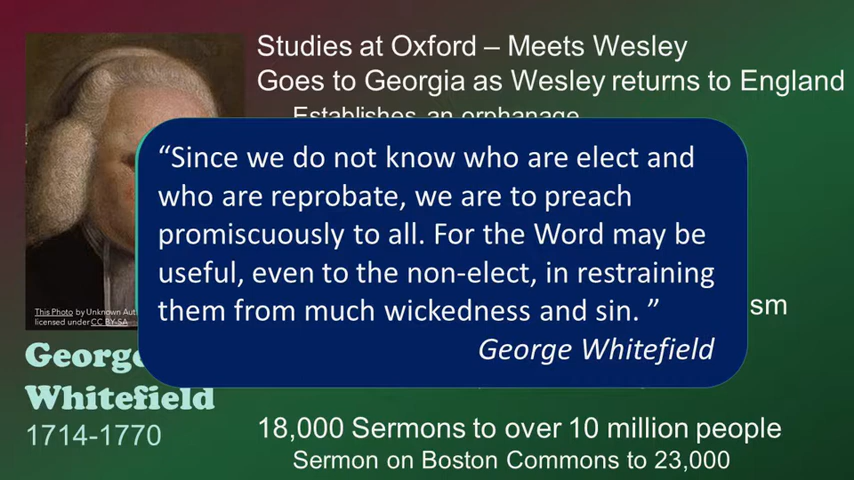 Studies at Oxford – Meets Wesley
Goes to Georgia as Wesley returns to England
Establishes an orphanage
“Since we do not know who are elect and
who are reprobate, we are to preach
promiscuously to all. For the Word may be
useful, even to the non-elect, in restraining
them from much wickedness and sin. ”
George Whitefield
ism
This Photo by Unknown Aut
licensed under CC BY-SA
George
Whitefield
1714-1770
18,000 Sermons to over 10 million people
Sermon on Boston Commons to 23,000